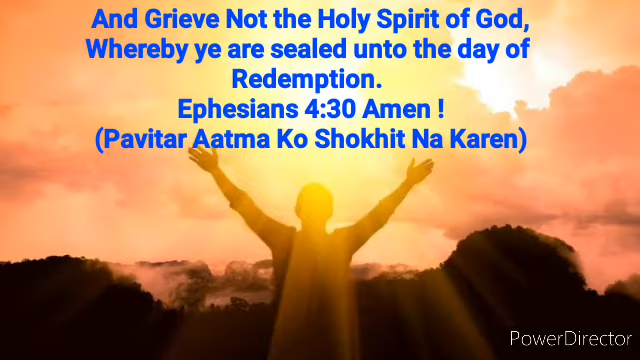 And Grieve Not the Holy Spirit of God,
Whereby ye are sealed unto the day of
Redemption.
Ephesians 4:30 Amen !
(Pavitar Aatma Ko Shokhit Na Karen)
PowerDirector